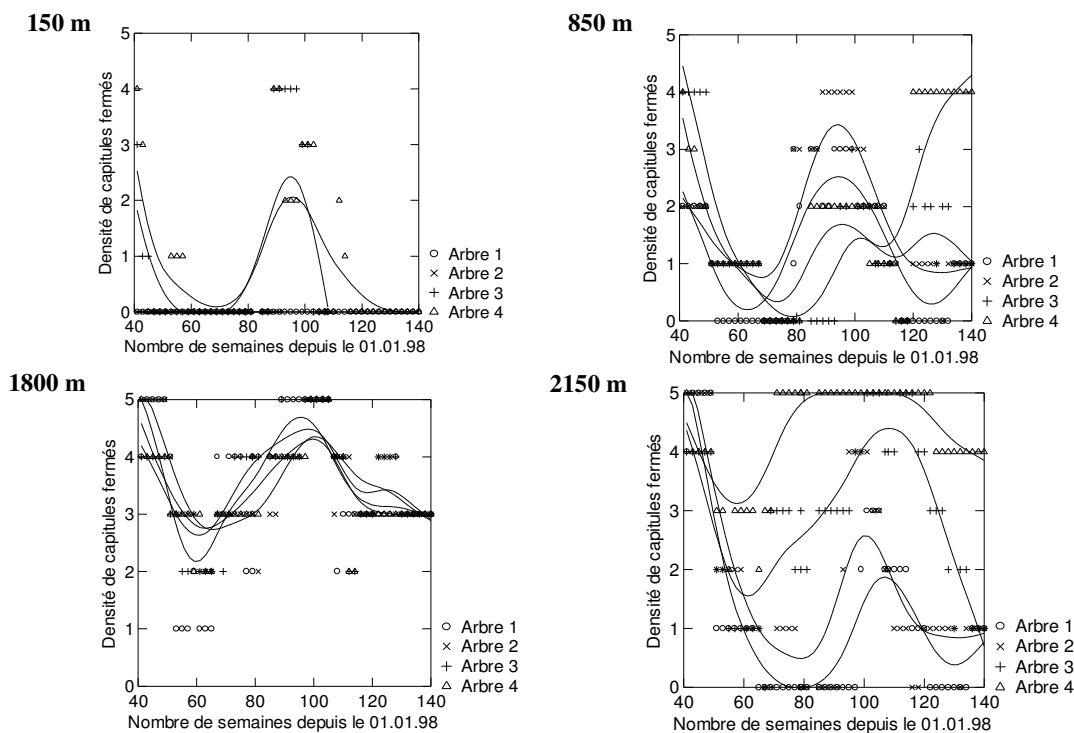 150 m
Densité de capitules fermés
5
4
3
2
1
0
40 60 80 100 120 140
Nombre de semaines depuis le 01.01.98
Arbre 1
Arbre 2
Arbre 3
Arbre 4
850 m
Densité de capitules fermés
5
4
3
2
1
0
40 60 80 100 120 140
Nombre de semaines depuis le 01.01.98
Arbre 1
Arbre 2
Arbre 3
Arbre 4
1800 m
Densité de capitules fermés
5
4
3
2
1
0
40 60 80 100 120 140
Nombre de semaines depuis le 01.01.98
Arbre 1
Arbre 2
Arbre 3
Arbre 4
2150 m
Densité de capitules fermés
5
4
3
2
1
0
40 60 80 100 120 140
Nombre de semaines depuis le 01.01.98
Arbre 1
Arbre 2
Arbre 3
Arbre 4